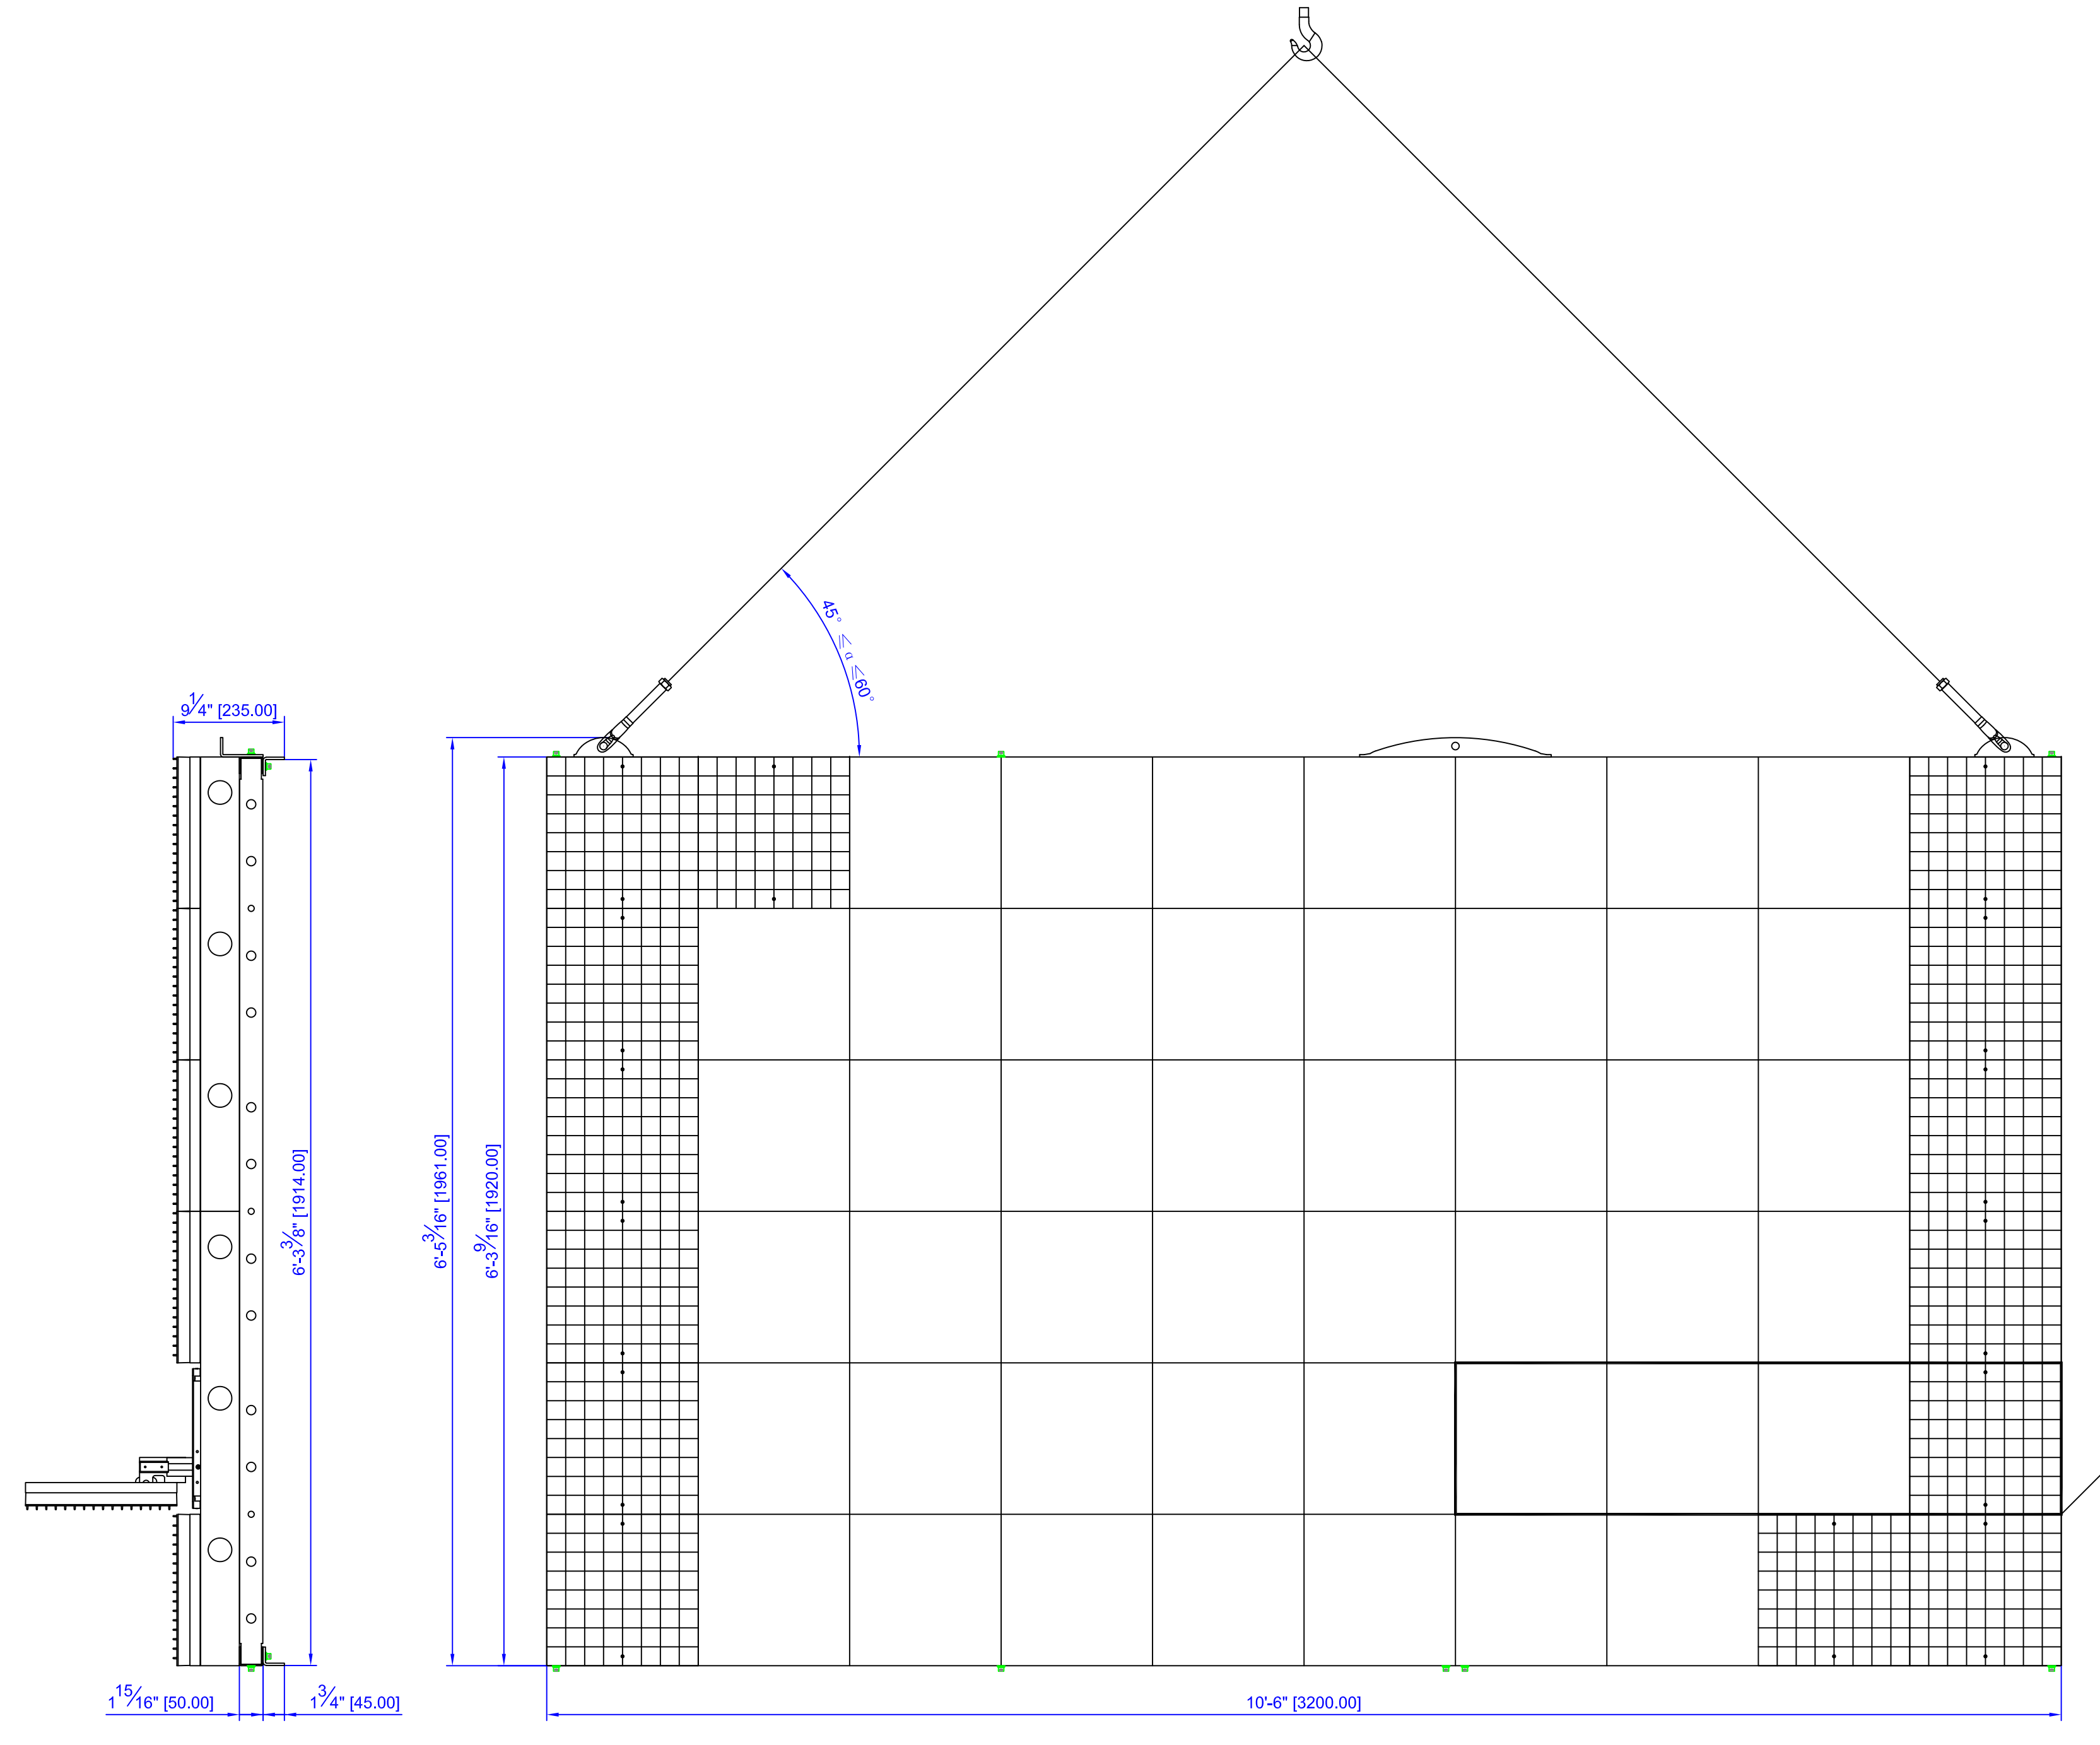 45° ≤ a ≤60°
9 1/4" [235.00]
6'-3 3/8" [1914.00]
6'-5 3/16" [1961.00]
6'-3 9/16" [1920.00]
1 15/16" [50.00]
1 3/4" [45.00]
10'-6" [3200.00]